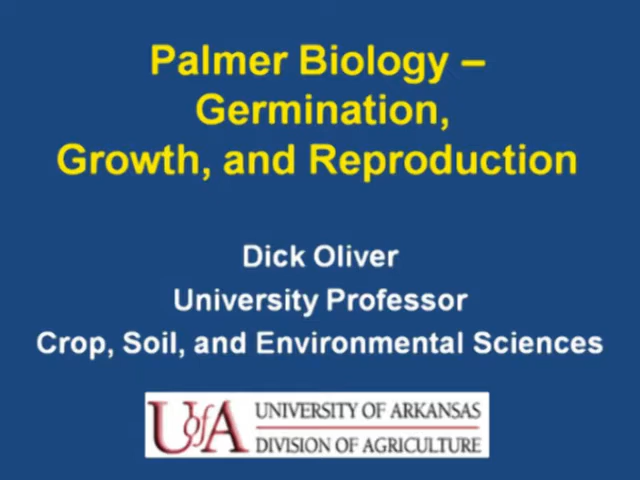 Palmer Biology –
Germination,
Growth, and Reproduction
Dick Oliver
University Professor
Crop, Soil, and Environmental Sciences
UofA
UNIVERSITY OF ARKANSAS
DIVISION OF AGRICULTURE